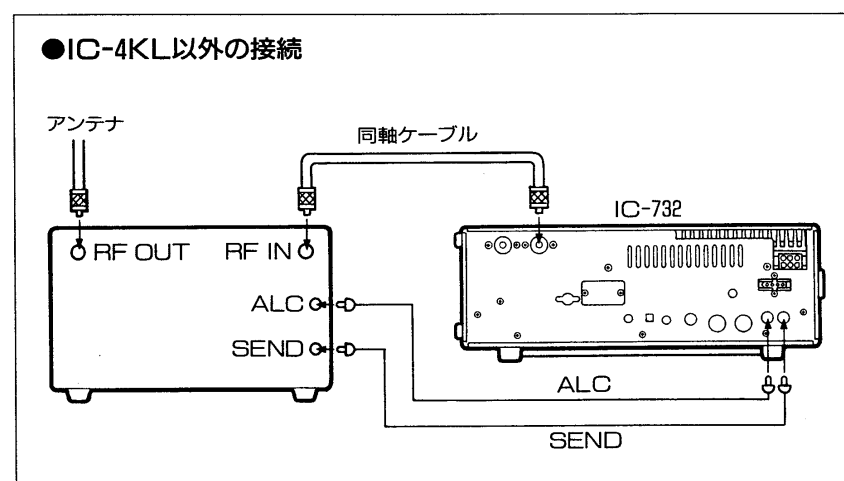 ●IC-4KL以外の接続
アンテナ
同軸ケーブル
IC-732
RF OUT
RF IN
ALC
SEND
ALC
SEND